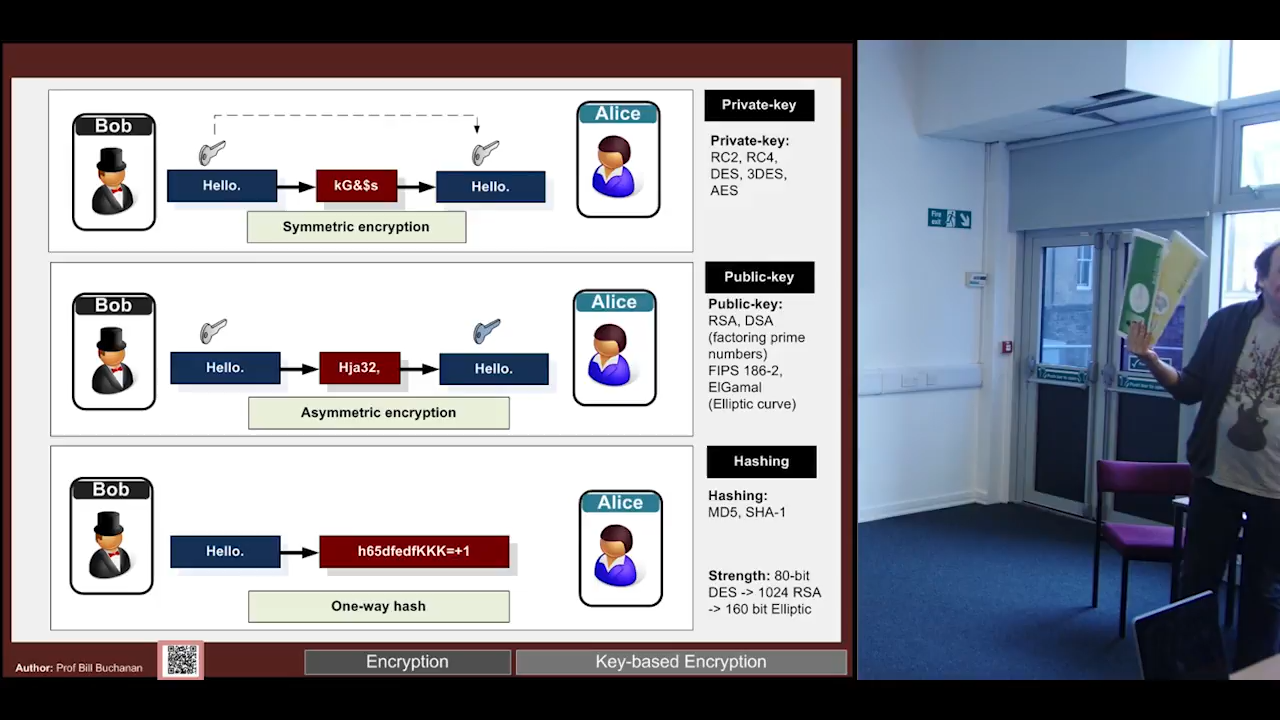 Bob
Alice
Hello.
kG&$s
Hello.
Symmetric encryption
Private-key
Private-key:
RC2, RC4,
DES, 3DES,
AES
Bob
Alice
Hello.
Hja32,
Hello.
Asymmetric encryption
Public-key
Public-key:
RSA, DSA
(factoring prime
numbers)
FIPS 186-2,
ElGamal
(Elliptic curve)
Bob
Alice
Hello.
h65dfedfKKK=+1
One-way hash
Hashing
Hashing:
MD5, SHA-1
Strength: 80-bit
DES -> 1024 RSA
-> 160 bit Elliptic
Author: Prof Bill Buchanan
Encryption
Key-based Encryption
Fire
exit